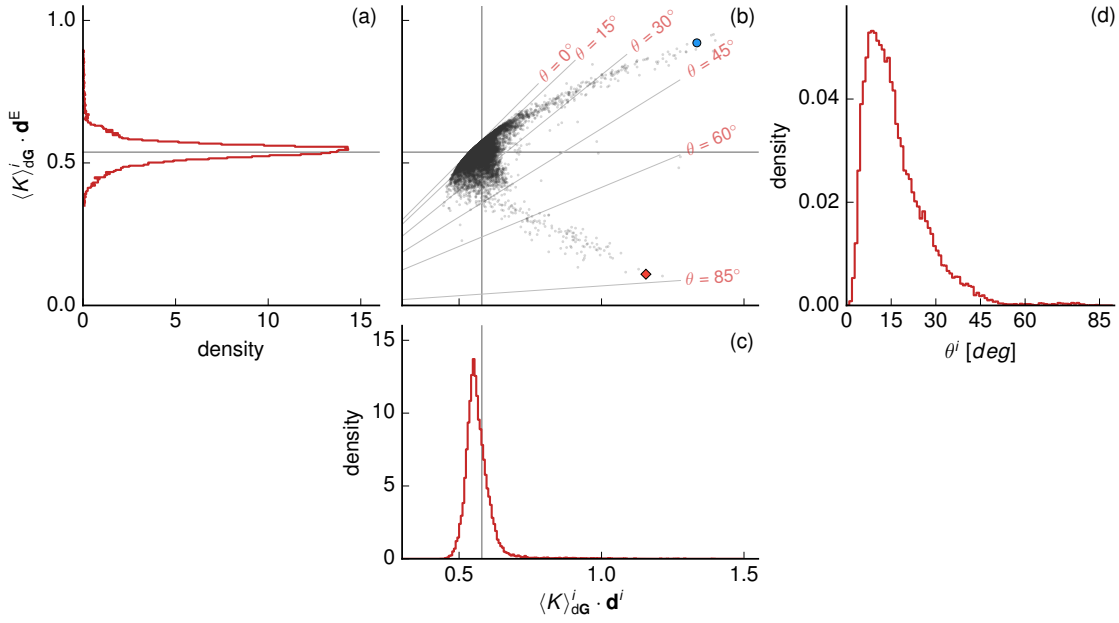 (a)
1.0
0.5
0.0
0 5 10 15
density
⟨K⟩ⁱ_dG · dᴱ
(b)
θ = 0°
θ = 15°
θ = 30°
θ = 45°
θ = 60°
θ = 85°
(c)
15
10
5
0
0.5 1.0 1.5
density
⟨K⟩ⁱ_dG · dⁱ
(d)
0.04
0.02
0.00
0 15 30 45 60 85
density
θⁱ [deg]